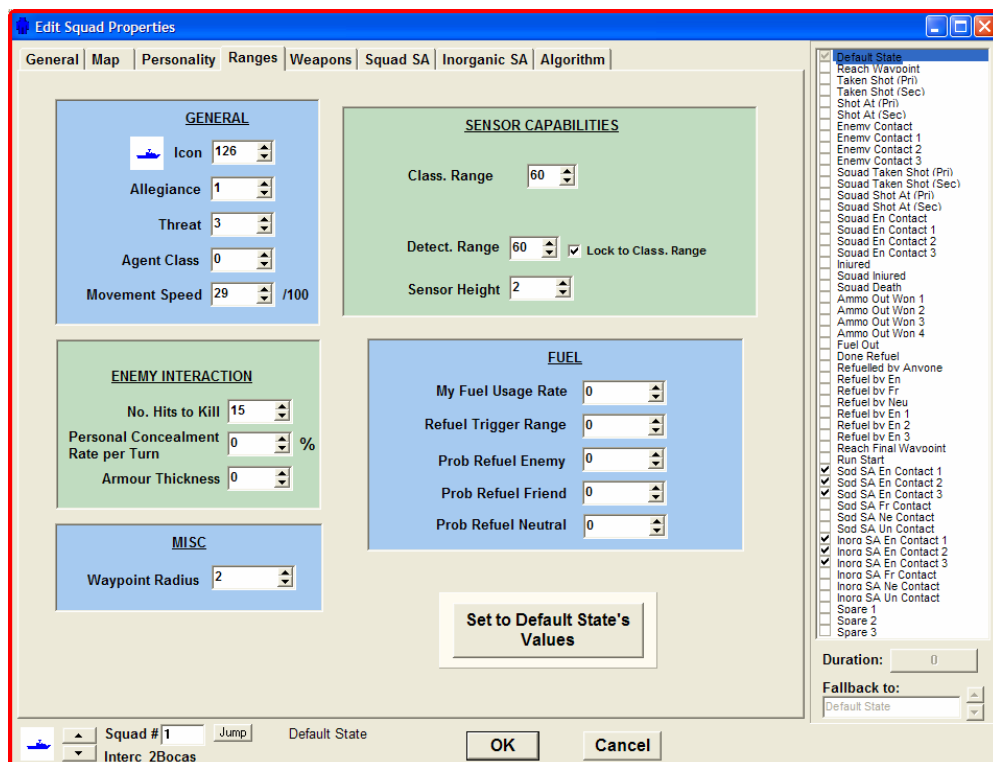 Edit Squad Properties
General Map Personality Ranges Weapons Squad SA Inorganic SA Algorithm
GENERAL
Icon 126
Allegiance 1
Threat 3
Agent Class 0
Movement Speed 29 /100
SENSOR CAPABILITIES
Class. Range 60
Detect. Range 60 Lock to Class. Range
Sensor Height 2
ENEMY INTERACTION
No. Hits to Kill 15
Personal Concealment
Rate per Turn 0 %
Armour Thickness 0
FUEL
My Fuel Usage Rate 0
Refuel Trigger Range 0
Prob Refuel Enemy 0
Prob Refuel Friend 0
Prob Refuel Neutral 0
MISC
Waypoint Radius 2
Set to Default State's
Values
Default State
Reach Waypoint
Taken Shot (Pri)
Taken Shot (Sec)
Shot At (Pri)
Shot At (Sec)
Enemy Contact
Enemy Contact 1
Enemy Contact 2
Enemy Contact 3
Squad Taken Shot (Pri)
Squad Taken Shot (Sec)
Squad Shot At (Pri)
Squad Shot At (Sec)
Squad En Contact
Squad En Contact 1
Squad En Contact 2
Squad En Contact 3
Injured
Squad Injured
Squad Death
Ammo Out Wpn 1
Ammo Out Wpn 2
Ammo Out Wpn 3
Ammo Out Wpn 4
Fuel Out
Done Refuel
Refuelled by Anyone
Refuel by En
Refuel by Fr
Refuel by Neu
Refuel by En 1
Refuel by En 2
Refuel by En 3
Reach Final Waypoint
Run Start
Sqd SA En Contact 1
Sqd SA En Contact 2
Sqd SA En Contact 3
Sqd SA Fr Contact
Sqd SA Ne Contact
Sqd SA Un Contact
Inorg SA En Contact 1
Inorg SA En Contact 2
Inorg SA En Contact 3
Inorg SA Fr Contact
Inorg SA Ne Contact
Inorg SA Un Contact
Spare 1
Spare 2
Spare 3
Duration: 0
Fallback to:
Default State
Squad # 1 Jump Default State
Interc 2Bocas
OK Cancel